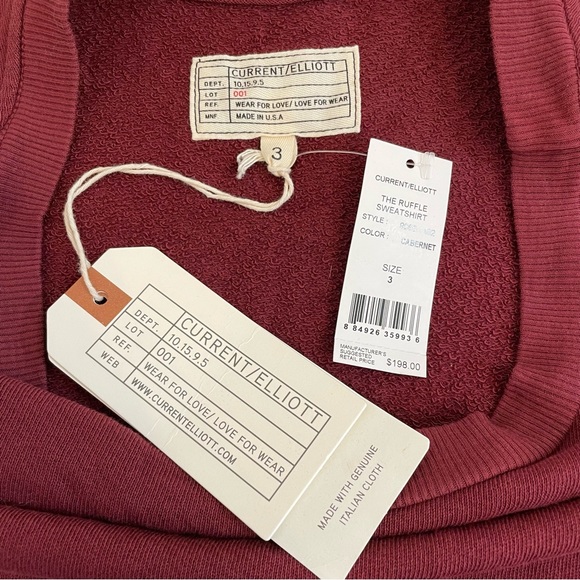 CURRENT/ELLIOTT
DEPT. 10.15.9.5
LOT 001
REF. WEAR FOR LOVE/ LOVE FOR WEAR
MNF. MADE IN U.S.A
3
CURRENT/ELLIOTT
THE RUFFLE
SWEATSHIRT
STYLE
COLOR CABERNET
SIZE
3
8 84926 35993 6
MANUFACTURER'S
SUGGESTED
RETAIL PRICE $198.00
CURRENT/ELLIOTT
DEPT. 10.15.9.5
LOT 001
REF. WEAR FOR LOVE/ LOVE FOR WEAR
WEB WWW.CURRENTELLIOTT.COM
MADE WITH GENUINE
ITALIAN CLOTH